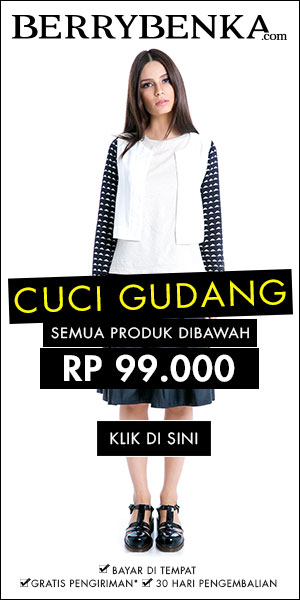 BERRYBENKA.com
CUCI GUDANG
SEMUA PRODUK DIBAWAH
RP 99.000
KLIK DI SINI
BAYAR DI TEMPAT
GRATIS PENGIRIMAN* 30 HARI PENGEMBALIAN